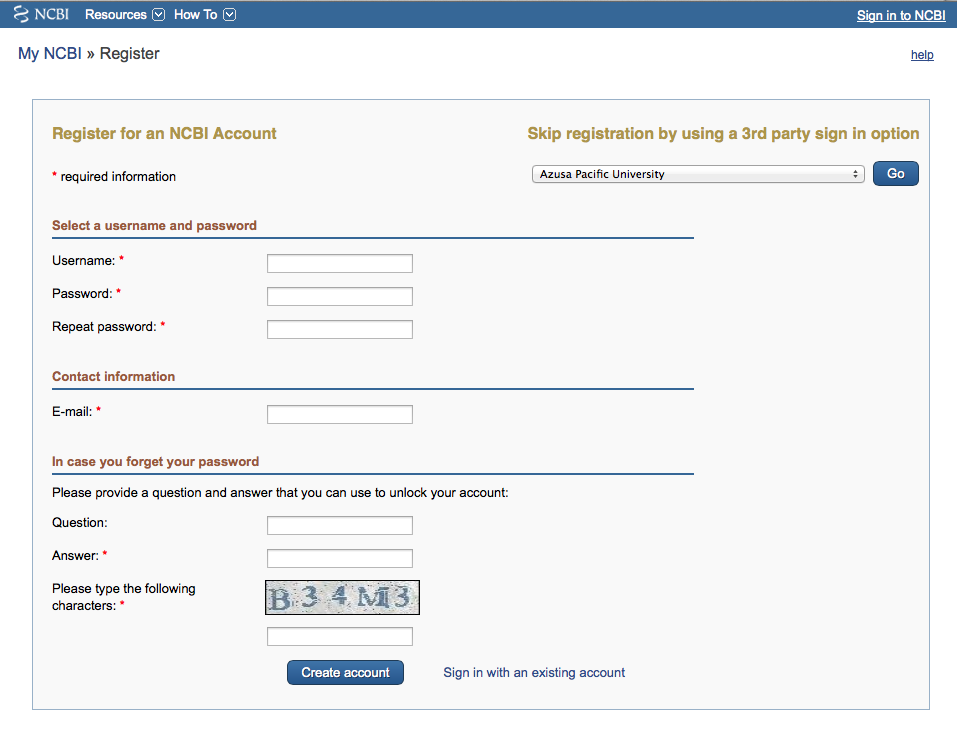 NCBI Resources How To Sign in to NCBI
My NCBI » Register help
Register for an NCBI Account
Skip registration by using a 3rd party sign in option
* required information
Azusa Pacific University Go
Select a username and password
Username: *
Password: *
Repeat password: *
Contact information
E-mail: *
In case you forget your password
Please provide a question and answer that you can use to unlock your account:
Question:
Answer: *
Please type the following
characters: *
B34M3
Create account Sign in with an existing account